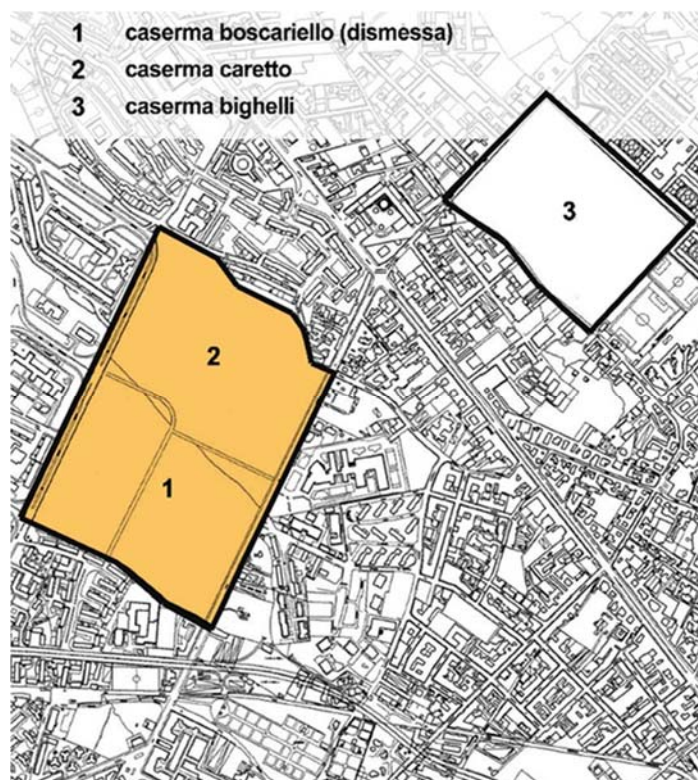 1 caserma boscariello (dismessa)
2 caserma caretto
3 caserma bighelli
3
2
1